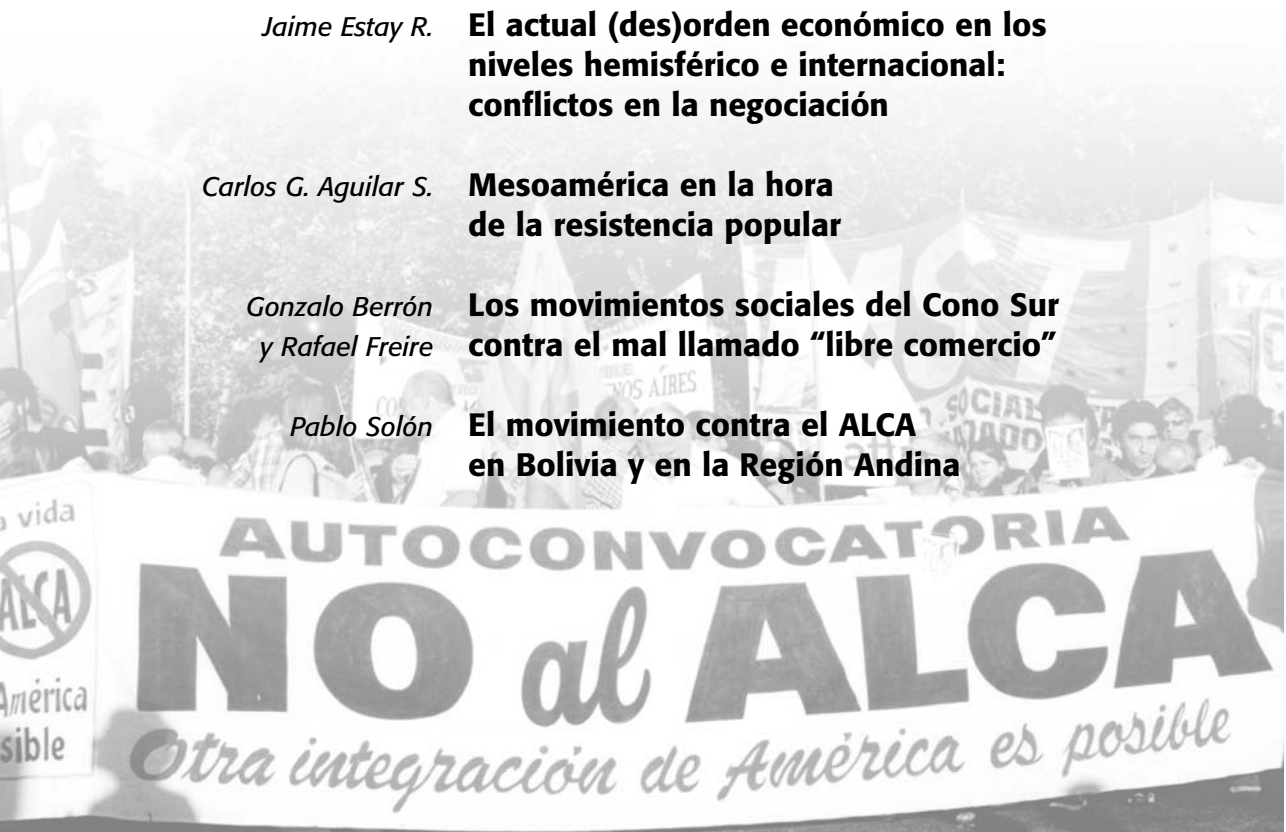 Jaime Estay R. El actual (des)orden económico en los
niveles hemisférico e internacional:
conflictos en la negociación
Carlos G. Aguilar S. Mesoamérica en la hora
de la resistencia popular
Gonzalo Berrón Los movimientos sociales del Cono Sur
y Rafael Freire contra el mal llamado “libre comercio”
Pablo Solón El movimiento contra el ALCA
en Bolivia y en la Región Andina
MST
NOS AIRES
SOCIAL
vida
ALCA
América
sible
AUTOCONVOCATORIA
NO al ALCA
Otra integración de América es posible